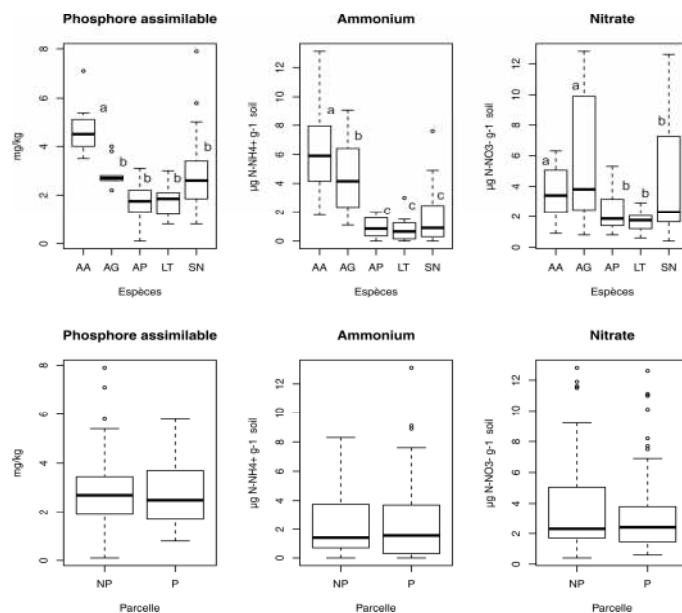 Phosphore assimilable
Ammonium
Nitrate
mg/kg
8
6
4
2
0
a
b
b
b
b
AA AG AP LT SN
Espèces
µg N-NH4+ g-1 soil
12
10
8
6
4
2
0
a
b
c
c
c
AA AG AP LT SN
Espèces
µg N-NO3- g-1 soil
12
10
8
6
4
2
0
a
a
b
b
b
AA AG AP LT SN
Espèces
Phosphore assimilable
Ammonium
Nitrate
mg/kg
8
6
4
2
0
NP P
Parcelle
µg N-NH4+ g-1 soil
12
10
8
6
4
2
0
NP P
Parcelle
µg N-NO3- g-1 soil
12
10
8
6
4
2
0
NP P
Parcelle